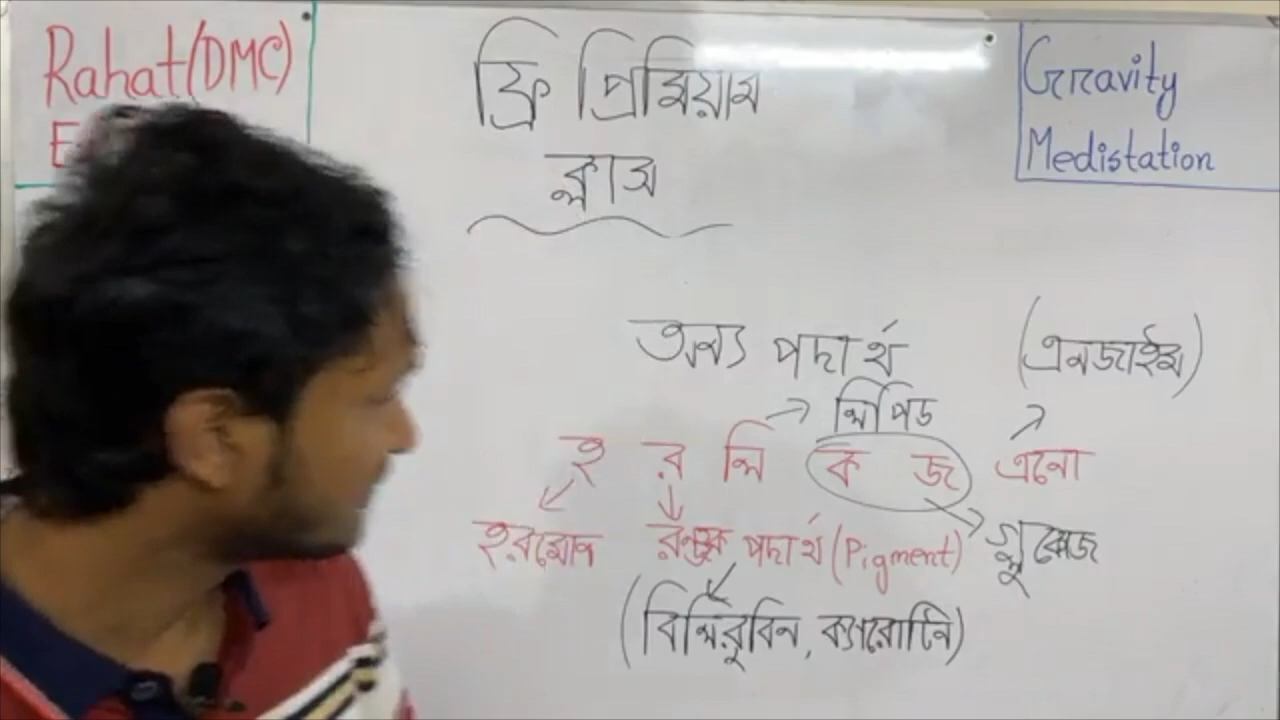 Rahat(DMC)
ফ্রি প্রিমিয়াম
ক্লাস
Gravity
Medistation
অন্য পদার্থ (এনজাইম)
লিপিড
হ র লি ক জ এনো
হরমোন রঞ্জক পদার্থ (Pigment) গ্লুকোজ
(বিলিরুবিন, ক্যারোটিন)